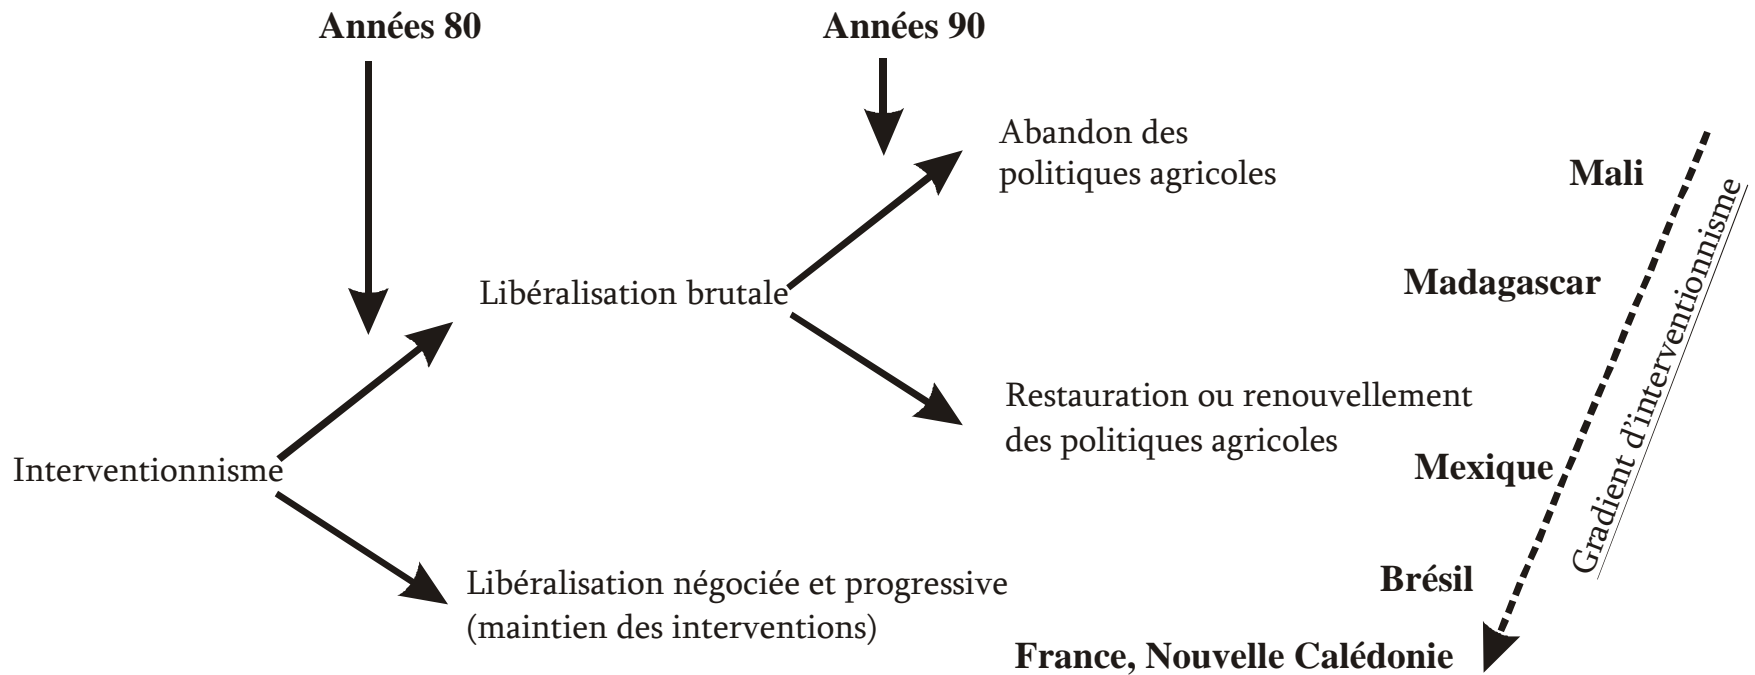 Années 80
Années 90
Abandon des
politiques agricoles
Mali
Madagascar
Libéralisation brutale
Restauration ou renouvellement
des politiques agricoles
Mexique
Gradient d'interventionnisme
Interventionnisme
Libéralisation négociée et progressive
(maintien des interventions)
Brésil
France, Nouvelle Calédonie